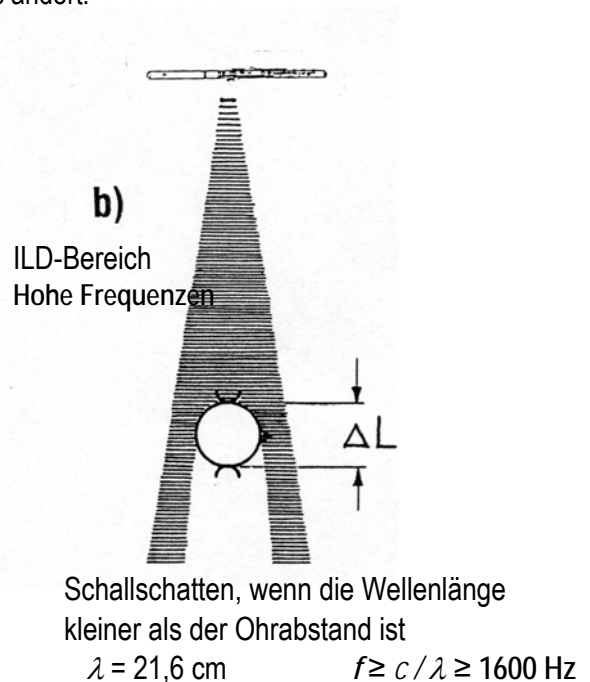 s ändert.
b)
ILD-Bereich
Hohe Frequenzen
ΔL
Schallschatten, wenn die Wellenlänge
kleiner als der Ohrabstand ist
λ = 21,6 cm f ≥ c / λ ≥ 1600 Hz